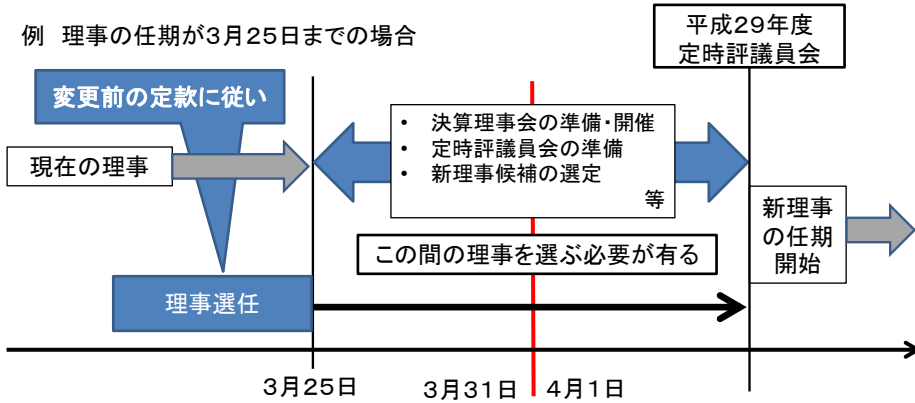 例 理事の任期が3月25日までの場合
平成29年度
定時評議員会
変更前の定款に従い
・ 決算理事会の準備・開催
・ 定時評議員会の準備
・ 新理事候補の選定
等
現在の理事
新理事
の任期
開始
この間の理事を選ぶ必要が有る
理事選任
3月25日
3月31日
4月1日